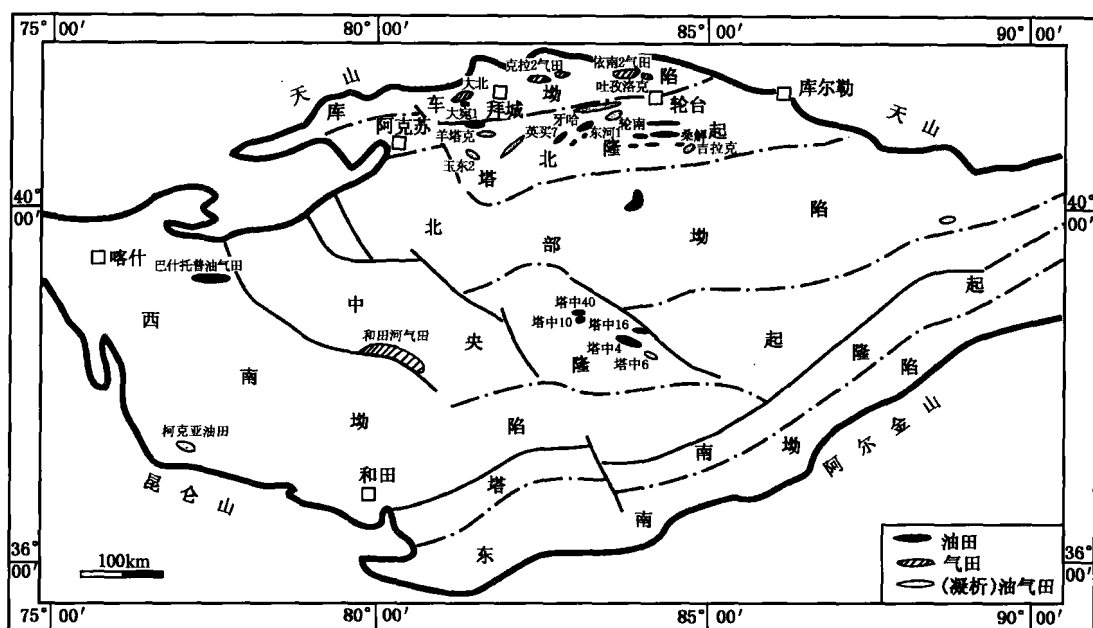 75° 00′ 80° 00′ 85° 00′ 90° 00′
天山
克拉2气田
依南2气田
陷
大北
坳
吐孜洛克
库尔勒
库
车
拜城
轮台
天山
大宛1
牙哈
阿克苏
羊塔克
英买7
东河1
轮南
桑解
起
吉拉克
玉东2
塔
北
隆
40° 00′
40° 00′
北
部
坳
陷
喀什
巴什托普油气田
西
中
塔中40
起
塔中10
塔中16
和田河气田
央
塔中4
起
隆
南
隆
塔中6
陷
坳
陷
南
坳
柯克亚油田
阿尔金山
昆仑山
和田
塔
南
东
油田
气田
(凝析)油气田
36° 00′
36° 00′
100km
75° 00′ 80° 00′ 85° 00′ 90° 00′